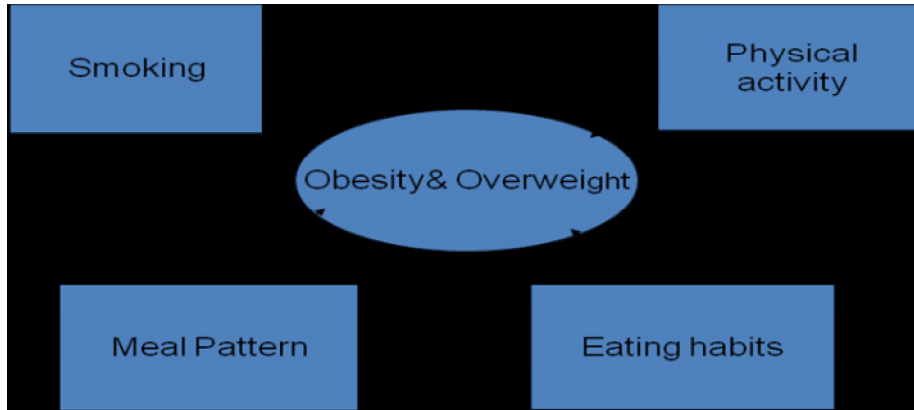 Smoking
Physical
activity
Obesity& Overweight
Meal Pattern
Eating habits